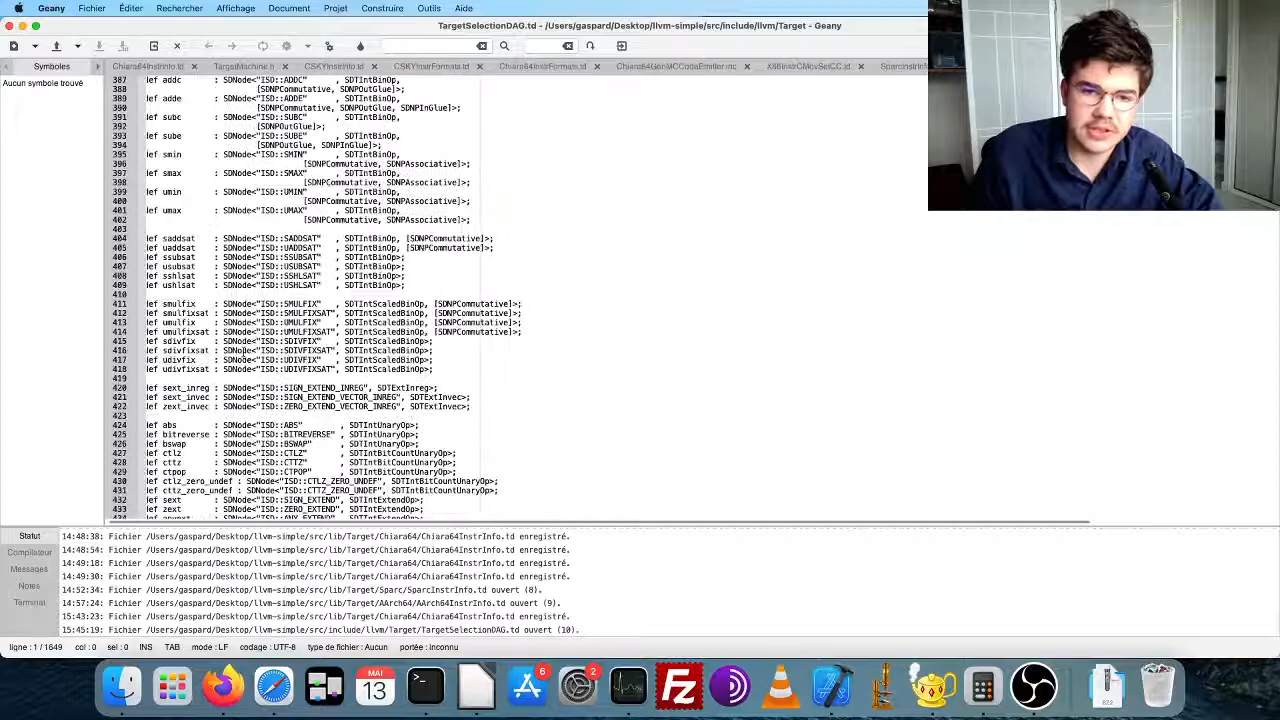 Geany Fichier Éditer Rechercher Affichage Document Projet Construire Outils Aide
TargetSelectionDAG.td - /Users/gaspard/Desktop/llvm-simple/src/include/llvm/Target - Geany
Symboles
Chiara64InstrInfo.td TargetMachine.h CSKYInstrInfo.td CSKYInstrFormats.td Chiara64InstrFormats.td Chiara64GenMCCodeEmitter.inc
Aucun symbole trouvé
387 def addc : SDNode<"ISD::ADDC" , SDTIntBinOp,
388 [SDNPCommutative, SDNPOutGlue]>;
389 def adde : SDNode<"ISD::ADDE" , SDTIntBinOp,
390 [SDNPCommutative, SDNPOutGlue, SDNPInGlue]>;
391 def subc : SDNode<"ISD::SUBC" , SDTIntBinOp,
392 [SDNPOutGlue]>;
393 def sube : SDNode<"ISD::SUBE" , SDTIntBinOp,
394 [SDNPOutGlue, SDNPInGlue]>;
395 def smin : SDNode<"ISD::SMIN" , SDTIntBinOp,
396 [SDNPCommutative, SDNPAssociative]>;
397 def smax : SDNode<"ISD::SMAX" , SDTIntBinOp,
398 [SDNPCommutative, SDNPAssociative]>;
399 def umin : SDNode<"ISD::UMIN" , SDTIntBinOp,
400 [SDNPCommutative, SDNPAssociative]>;
401 def umax : SDNode<"ISD::UMAX" , SDTIntBinOp,
402 [SDNPCommutative, SDNPAssociative]>;
403
404 def saddsat : SDNode<"ISD::SADDSAT" , SDTIntBinOp, [SDNPCommutative]>;
405 def uaddsat : SDNode<"ISD::UADDSAT" , SDTIntBinOp, [SDNPCommutative]>;
406 def ssubsat : SDNode<"ISD::SSUBSAT" , SDTIntBinOp>;
407 def usubsat : SDNode<"ISD::USUBSAT" , SDTIntBinOp>;
408 def sshlsat : SDNode<"ISD::SSHLSAT" , SDTIntBinOp>;
409 def ushlsat : SDNode<"ISD::USHLSAT" , SDTIntBinOp>;
410
411 def smulfix : SDNode<"ISD::SMULFIX" , SDTIntScaledBinOp, [SDNPCommutative]>;
412 def smulfixsat : SDNode<"ISD::SMULFIXSAT", SDTIntScaledBinOp, [SDNPCommutative]>;
413 def umulfix : SDNode<"ISD::UMULFIX" , SDTIntScaledBinOp, [SDNPCommutative]>;
414 def umulfixsat : SDNode<"ISD::UMULFIXSAT", SDTIntScaledBinOp, [SDNPCommutative]>;
415 def sdivfix : SDNode<"ISD::SDIVFIX" , SDTIntScaledBinOp>;
416 def sdivfixsat : SDNode<"ISD::SDIVFIXSAT", SDTIntScaledBinOp>;
417 def udivfix : SDNode<"ISD::UDIVFIX" , SDTIntScaledBinOp>;
418 def udivfixsat : SDNode<"ISD::UDIVFIXSAT", SDTIntScaledBinOp>;
419
420 def sext_inreg : SDNode<"ISD::SIGN_EXTEND_INREG", SDTExtInreg>;
421 def sext_invec : SDNode<"ISD::SIGN_EXTEND_VECTOR_INREG", SDTExtInvec>;
422 def zext_invec : SDNode<"ISD::ZERO_EXTEND_VECTOR_INREG", SDTExtInvec>;
423
424 def abs : SDNode<"ISD::ABS" , SDTIntUnaryOp>;
425 def bitreverse : SDNode<"ISD::BITREVERSE" , SDTIntUnaryOp>;
426 def bswap : SDNode<"ISD::BSWAP" , SDTIntUnaryOp>;
427 def ctlz : SDNode<"ISD::CTLZ" , SDTIntBitCountUnaryOp>;
428 def cttz : SDNode<"ISD::CTTZ" , SDTIntBitCountUnaryOp>;
429 def ctpop : SDNode<"ISD::CTPOP" , SDTIntBitCountUnaryOp>;
430 def ctlz_zero_undef : SDNode<"ISD::CTLZ_ZERO_UNDEF", SDTIntBitCountUnaryOp>;
431 def cttz_zero_undef : SDNode<"ISD::CTTZ_ZERO_UNDEF", SDTIntBitCountUnaryOp>;
432 def sext : SDNode<"ISD::SIGN_EXTEND", SDTIntExtendOp>;
433 def zext : SDNode<"ISD::ZERO_EXTEND", SDTIntExtendOp>;
Statut
Compilateur
Messages
Notes
Terminal
14:48:38: Fichier /Users/gaspard/Desktop/llvm-simple/src/lib/Target/Chiara64/Chiara64InstrInfo.td enregistré.
14:48:54: Fichier /Users/gaspard/Desktop/llvm-simple/src/lib/Target/Chiara64/Chiara64InstrInfo.td enregistré.
14:49:18: Fichier /Users/gaspard/Desktop/llvm-simple/src/lib/Target/Chiara64/Chiara64InstrInfo.td enregistré.
14:49:30: Fichier /Users/gaspard/Desktop/llvm-simple/src/lib/Target/Chiara64/Chiara64InstrInfo.td enregistré.
14:52:34: Fichier /Users/gaspard/Desktop/llvm-simple/src/lib/Target/Sparc/SparcInstrInfo.td ouvert (8).
14:57:24: Fichier /Users/gaspard/Desktop/llvm-simple/src/lib/Target/AArch64/AArch64InstrInfo.td ouvert (9).
15:43:23: Fichier /Users/gaspard/Desktop/llvm-simple/src/lib/Target/Chiara64/Chiara64InstrInfo.td enregistré.
15:45:19: Fichier /Users/gaspard/Desktop/llvm-simple/src/include/llvm/Target/TargetSelectionDAG.td ouvert (10).
ligne : 1 / 1649 col : 0 sel : 0 INS TAB mode : LF codage : UTF-8 type de fichier : Aucun portée : inconnu
MAI
13
6
2
BZ2